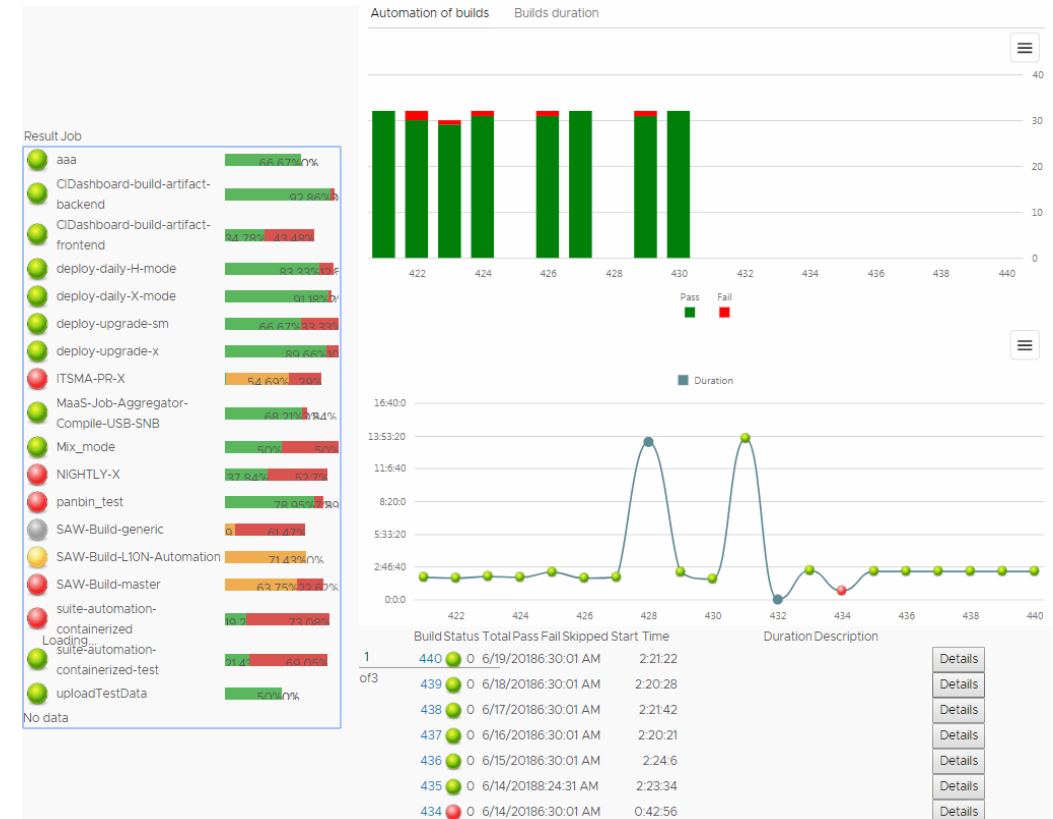 Automation of builds Builds duration
40
30
20
10
0
422 424 426 428 430 432 434 436 438 440
Pass Fail
Result Job
aaa 66.67% 0%
CIDashboard-build-artifact-
backend 92.86%
CIDashboard-build-artifact-
frontend 34.78% 43.48%
deploy-daily-H-mode 83.33%
deploy-daily-X-mode 91.18%
deploy-upgrade-sm 66.67% 33.33%
deploy-upgrade-x 89.66%
ITSMA-PR-X 54.69% 29%
MaaS-Job-Aggregator-
Compile-USB-SNB 68.21%
Mix_mode 50% 50%
NIGHTLY-X 37.84% 52.7%
panbin_test 78.95%
SAW-Build-generic 61.47%
SAW-Build-L10N-Automation 71.43% 0%
SAW-Build-master 63.75% 22.62%
suite-automation-
containerized 73.08%
Loading...
suite-automation-
containerized-test 69.05%
uploadTestData 50% 0%
No data
Duration
16:40:0
13:53:20
11:6:40
8:20:0
5:33:20
2:46:40
0:0:0
422 424 426 428 430 432 434 436 438 440
Build Status Total Pass Fail Skipped Start Time Duration Description
1
of3
440 0 6/19/20186:30:01 AM 2:21:22 Details
439 0 6/18/20186:30:01 AM 2:20:28 Details
438 0 6/17/20186:30:01 AM 2:21:42 Details
437 0 6/16/20186:30:01 AM 2:20:21 Details
436 0 6/15/20186:30:01 AM 2:24:6 Details
435 0 6/14/20188:24:31 AM 2:23:34 Details
434 0 6/14/20186:30:01 AM 0:42:56 Details